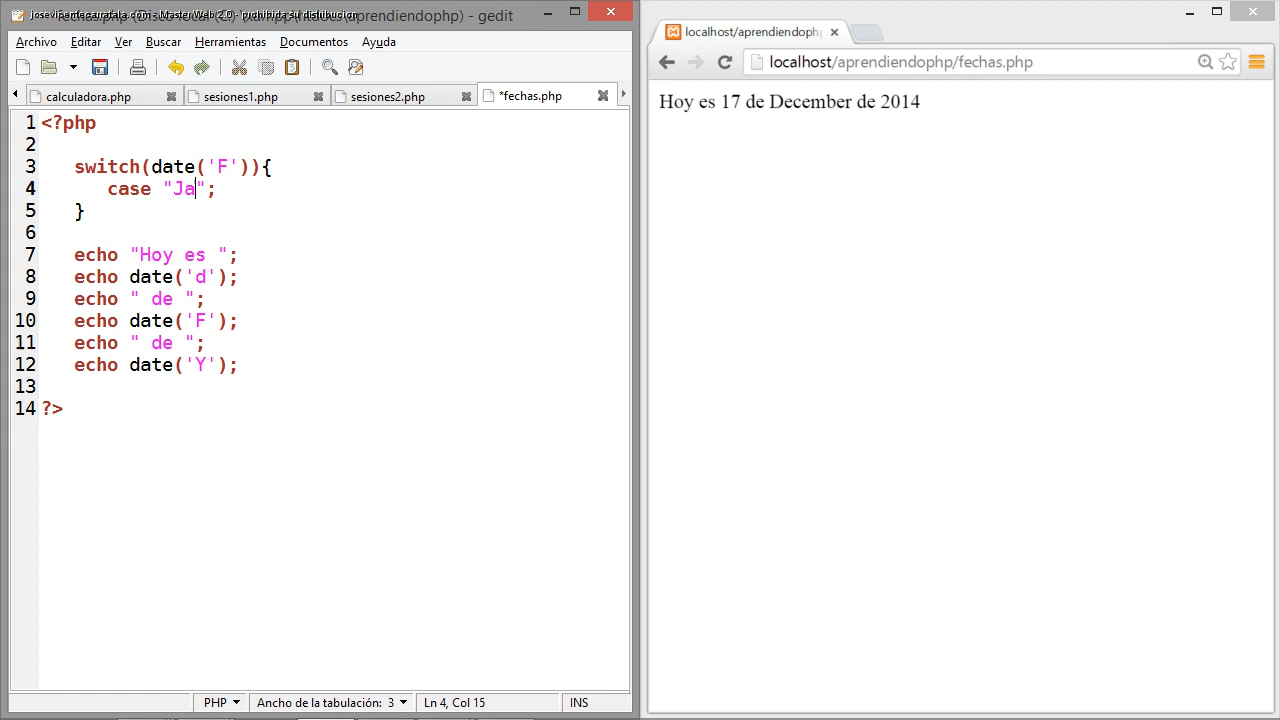 aprendiendophp) - gedit
Archivo Editar Ver Buscar Herramientas Documentos Ayuda
calculadora.php sesiones1.php sesiones2.php *fechas.php
1 <?php
2
3 switch(date('F')){
4 case "Ja";
5 }
6
7 echo "Hoy es ";
8 echo date('d');
9 echo " de ";
10 echo date('F');
11 echo " de ";
12 echo date('Y');
13
14 ?>
PHP Ancho de la tabulación: 3 Ln 4, Col 15 INS
localhost/aprendiendoph
localhost/aprendiendophp/fechas.php
Hoy es 17 de December de 2014